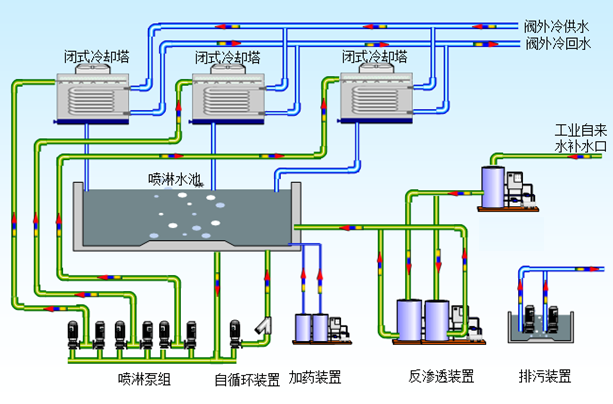 阀外冷供水
阀外冷回水
闭式冷却塔
闭式冷却塔
闭式冷却塔
工业自来
水补水口
喷淋水池
喷淋泵组
自循环装置
加药装置
反渗透装置
排污装置